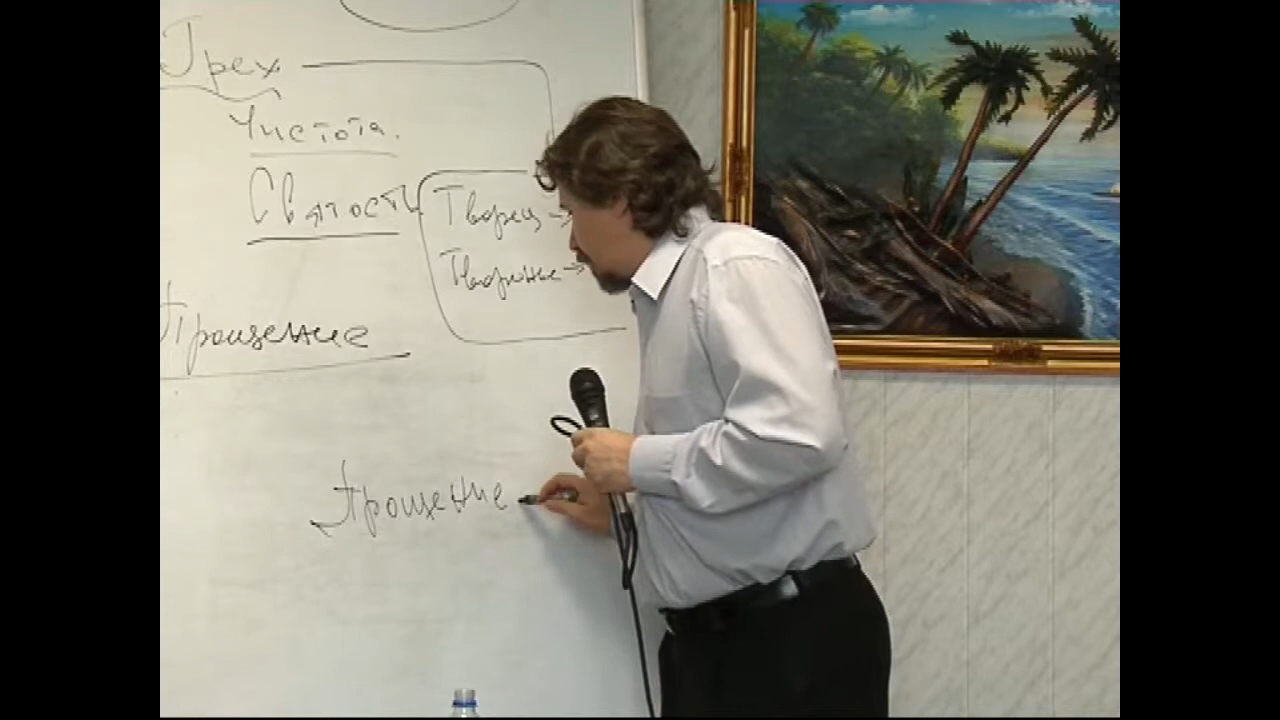 Грех
Чистота.
Святость
Творец →
Творение →
Прощение
Прощение